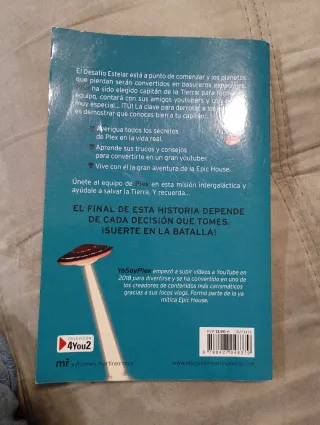 El Desafío Estelar está a punto de comenzar y los planetas
que pierdan serán convertidos en basureros espaciales.
ha sido elegido capitán de la Tierra para
equipo, contará con sus amigos youtubers y
muy especial... ¡TÚ! La clave para derrotar a
es demostrar que conoces bien a tu capitán:
Averigua todos los secretos
de Plex en la vida real.
Aprende sus trucos y consejos
para convertirte en un gran youtuber.
Vive con él la gran aventura de la Epic House.
Únete al equipo de Plex en esta misión intergaláctica y
ayúdale a salvar la Tierra. Y recuerda...
EL FINAL DE ESTA HISTORIA DEPENDE
DE CADA DECISIÓN QUE TOMES.
¡SUERTE EN LA BATALLA!
YoSoyPlex empezó a subir vídeos a YouTube en
2018 para divertirse y se ha convertido en uno de
los creadores de contenidos más carismáticos
gracias a sus locos vlogs. Forma parte de la ya
mítica Epic House.
COLECCIÓN
4You2
mr ediciones martínez roca
PVP